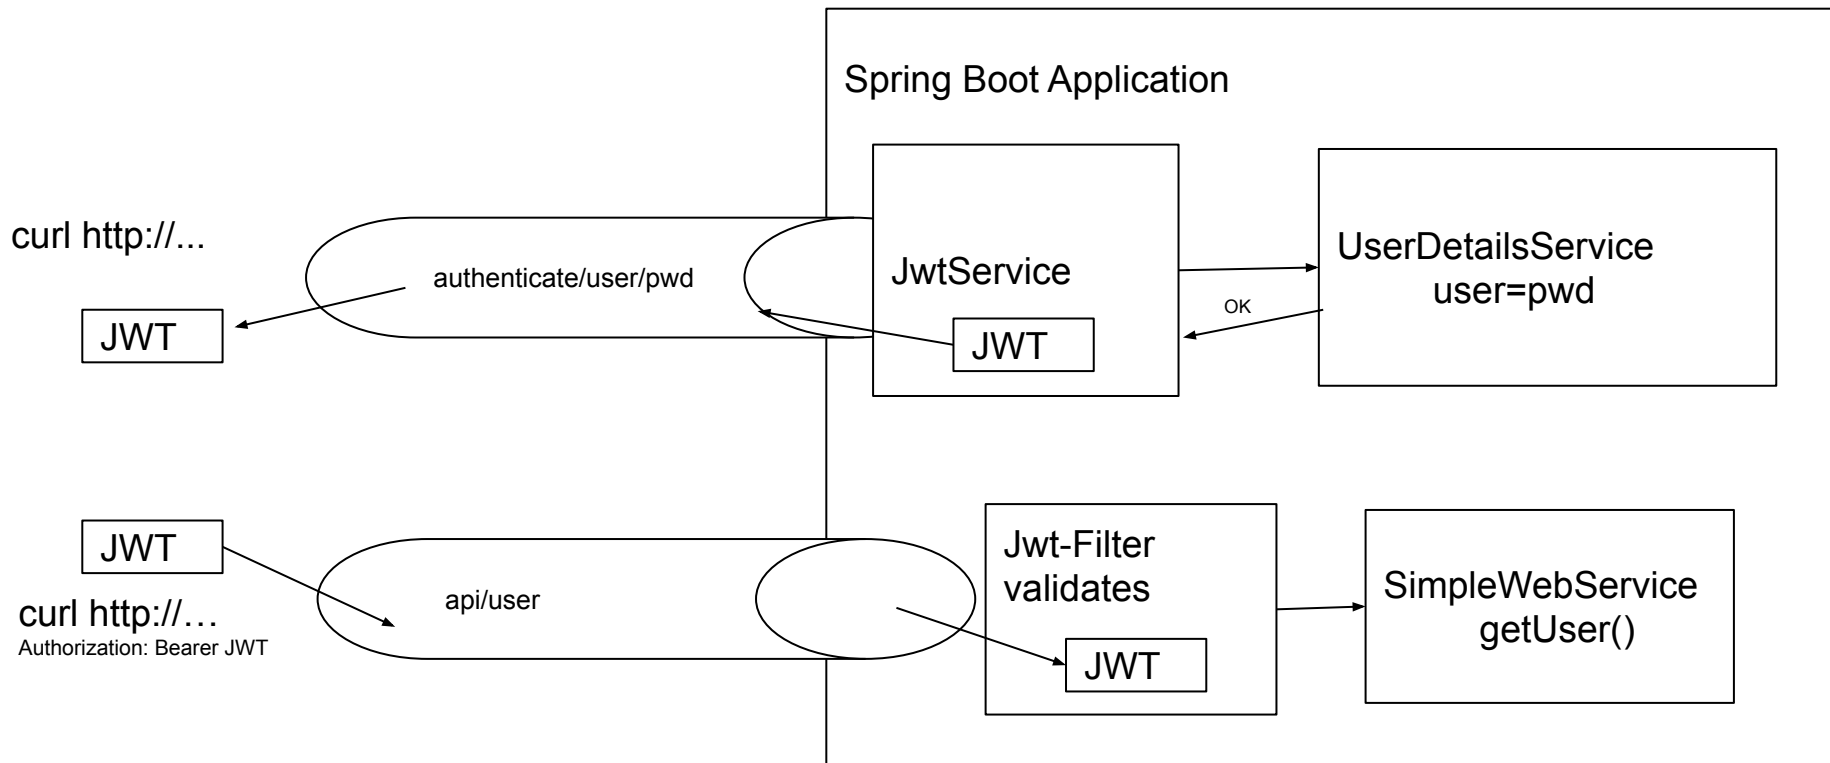 Spring Boot Application
curl http://...
authenticate/user/pwd
JwtService
UserDetailsService
user=pwd
OK
JWT
JWT
JWT
curl http://…
Authorization: Bearer JWT
api/user
Jwt-Filter
validates
JWT
SimpleWebService
getUser()